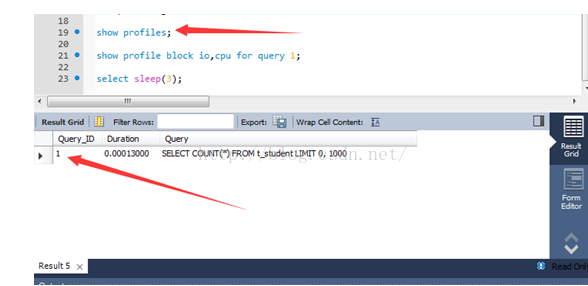 18
19 show profiles;
20
21 show profile block io,cpu for query 1;
22
23 select sleep(3);
Result Grid Filter Rows: Export: Wrap Cell Content:
Query_ID Duration Query
1 0.00013000 SELECT COUNT(*) FROM t_student LIMIT 0, 1000
Result
Grid
Form
Editor
Result 5 Read Only